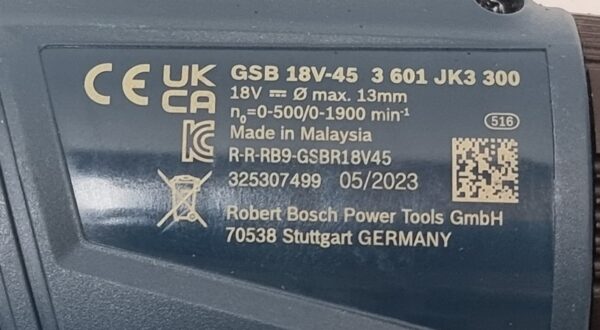 CE UK CA GSB 18V-45 3 601 JK3 300
18V ⎓ Ø max. 13mm
n₀=0-500/0-1900 min⁻¹
516
Made in Malaysia
R-R-RB9-GSBR18V45
325307499 05/2023
Robert Bosch Power Tools GmbH
70538 Stuttgart GERMANY